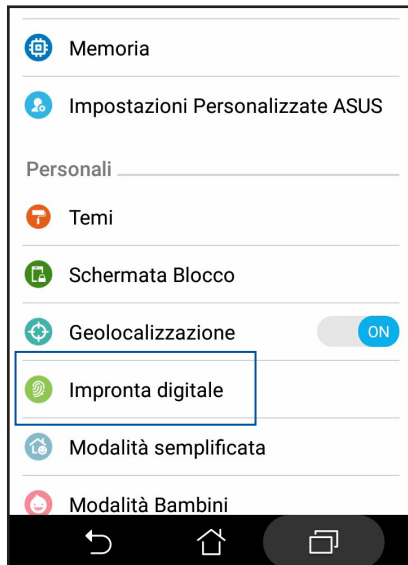 Memoria
Impostazioni Personalizzate ASUS
Personali
Temi
Schermata Blocco
Geolocalizzazione ON
Impronta digitale
Modalità semplificata
Modalità Bambini